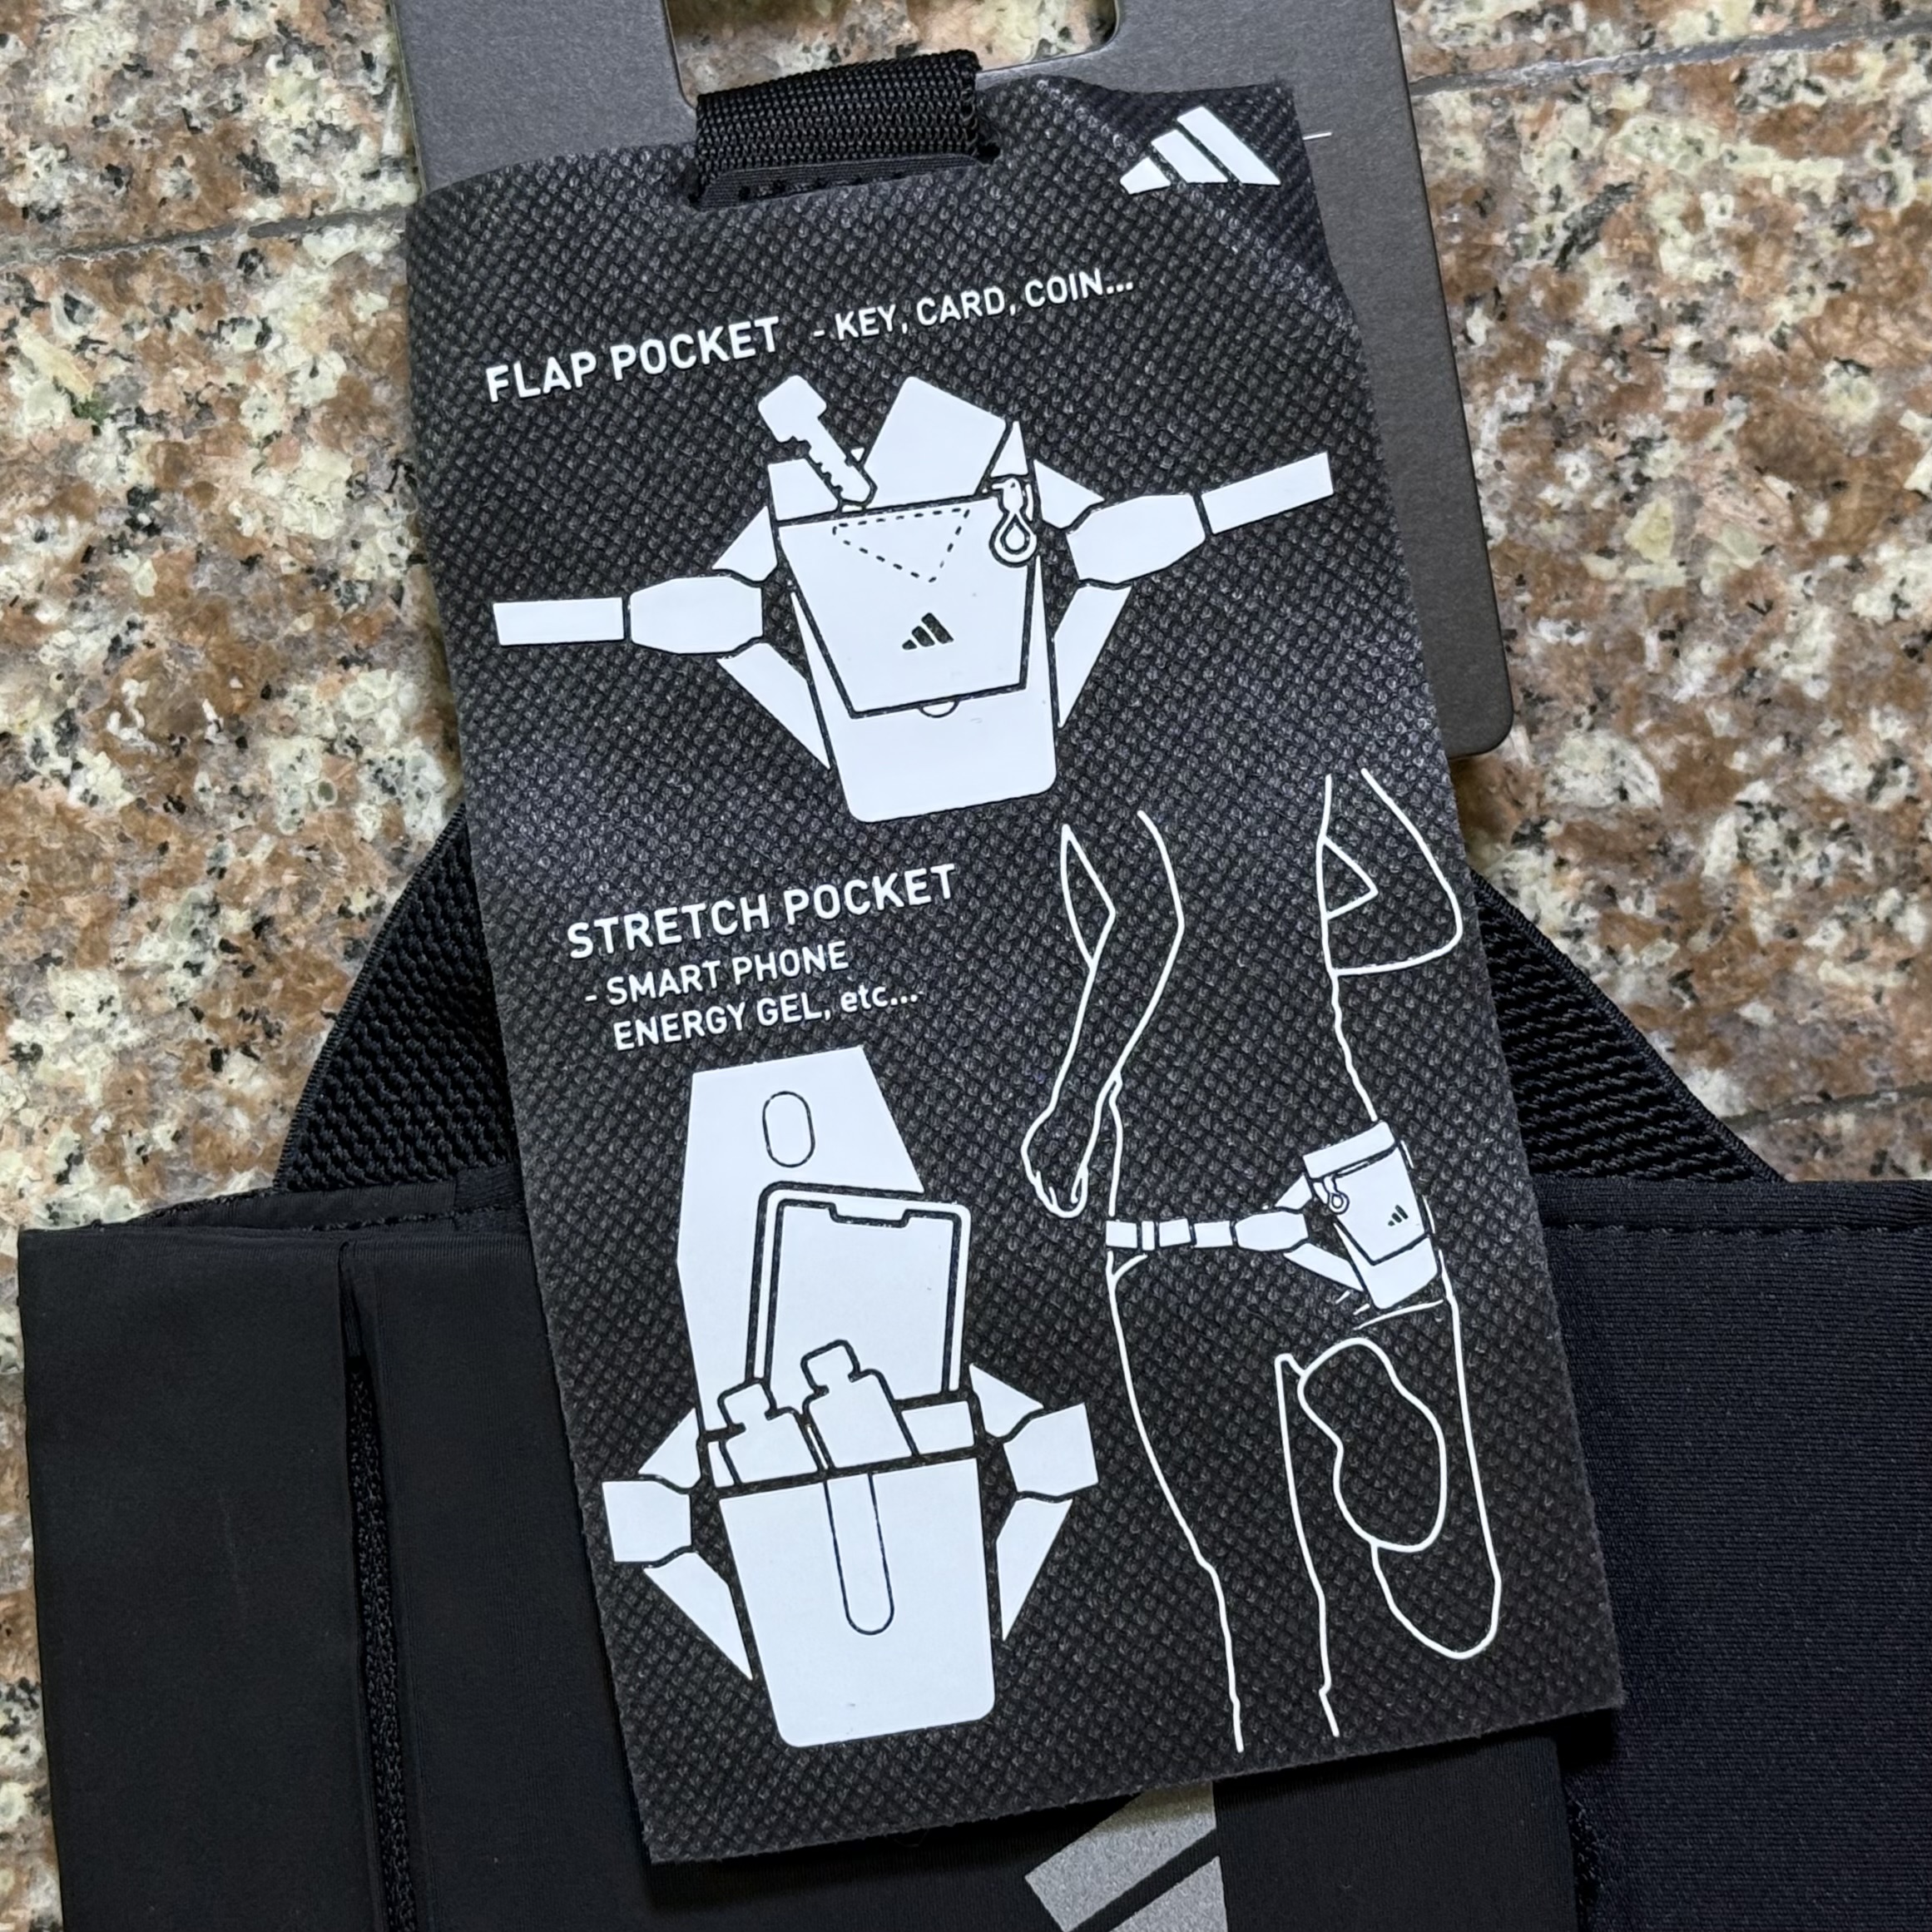 FLAP POCKET - KEY, CARD, COIN...
STRETCH POCKET
- SMART PHONE
ENERGY GEL, etc...